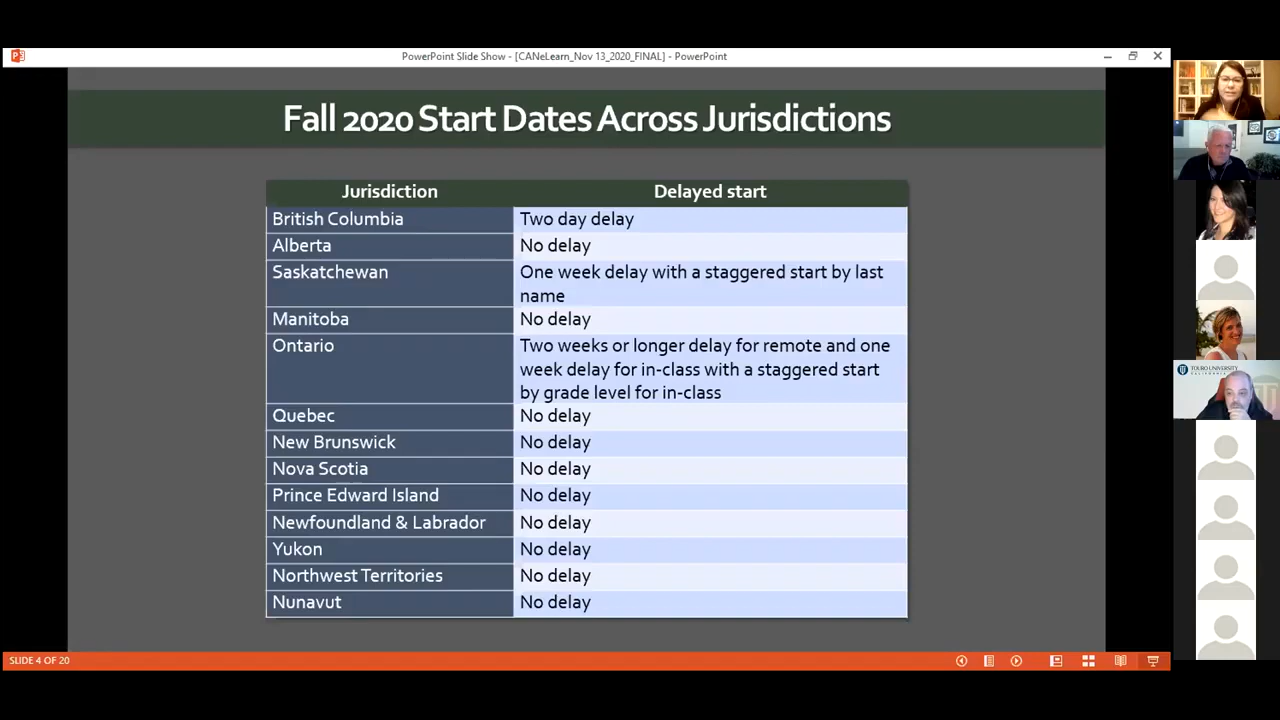 PowerPoint Slide Show - [CANeLearn_Nov 13_2020_FINAL] - PowerPoint
Fall 2020 Start Dates Across Jurisdictions
Jurisdiction Delayed start
British Columbia Two day delay
Alberta No delay
Saskatchewan One week delay with a staggered start by last
name
Manitoba No delay
Ontario Two weeks or longer delay for remote and one
week delay for in-class with a staggered start
by grade level for in-class
Quebec No delay
New Brunswick No delay
Nova Scotia No delay
Prince Edward Island No delay
Newfoundland & Labrador No delay
Yukon No delay
Northwest Territories No delay
Nunavut No delay
SLIDE 4 OF 20
TOURO UNIVERSITY
CALIFORNIA